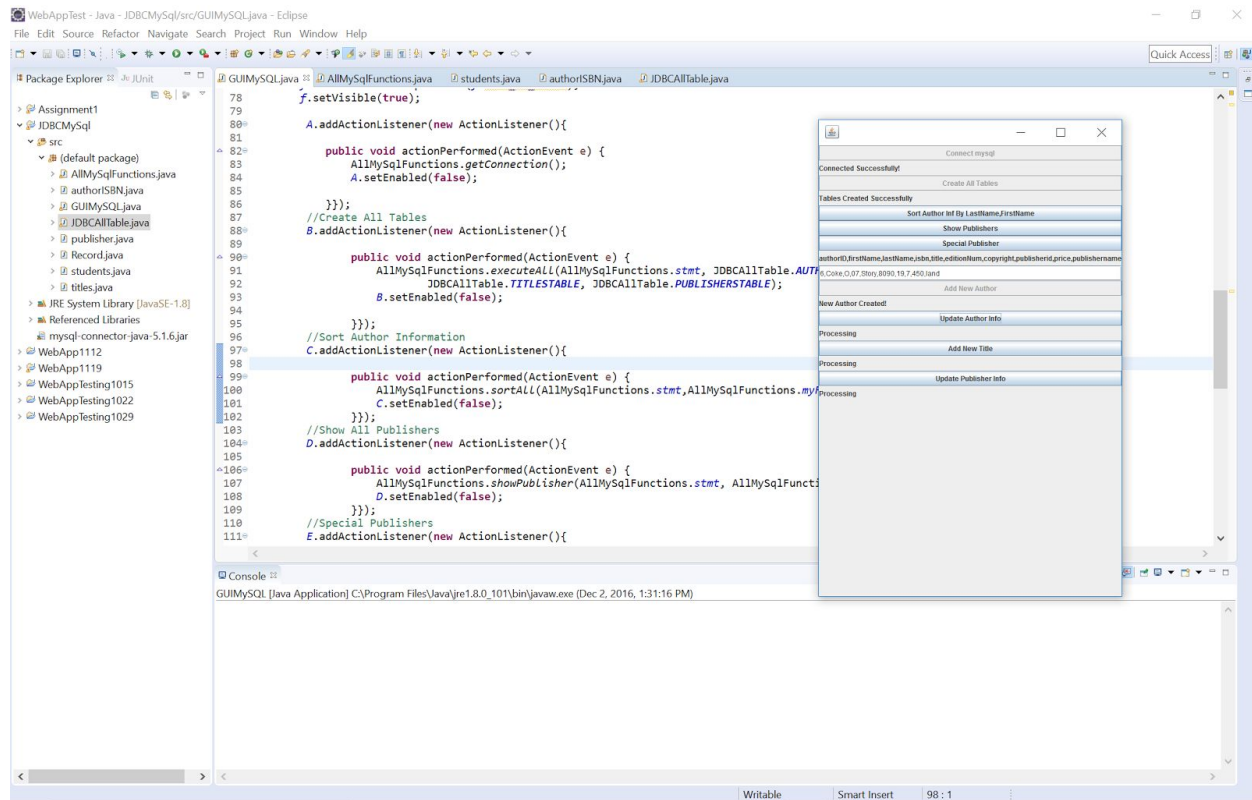 WebAppTest - Java - JDBCMySql/src/GUIMySQL.java - Eclipse
File Edit Source Refactor Navigate Search Project Run Window Help
Quick Access
Package Explorer JUnit
Assignment1
JDBCMySql
src
(default package)
AllMySqlFunctions.java
authorISBN.java
GUIMySQL.java
JDBCAllTable.java
publisher.java
Record.java
students.java
titles.java
JRE System Library [JavaSE-1.8]
Referenced Libraries
mysql-connector-java-5.1.6.jar
WebApp1112
WebApp1119
WebAppTesting1015
WebAppTesting1022
WebAppTesting1029
GUIMySQL.java AllMySqlFunctions.java students.java authorISBN.java JDBCAllTable.java
78 f.setVisible(true);
79
80 A.addActionListener(new ActionListener(){
81
82 public void actionPerformed(ActionEvent e) {
83 AllMySqlFunctions.getConnection();
84 A.setEnabled(false);
85
86 }});
87 //Create All Tables
88 B.addActionListener(new ActionListener(){
89
90 public void actionPerformed(ActionEvent e) {
91 AllMySqlFunctions.executeALL(AllMySqlFunctions.stmt, JDBCAllTable.AUT
92 JDBCAllTable.TITLESTABLE, JDBCAllTable.PUBLISHERSTABLE);
93 B.setEnabled(false);
94
95 }});
96 //Sort Author Information
97 C.addActionListener(new ActionListener(){
98
99 public void actionPerformed(ActionEvent e) {
100 AllMySqlFunctions.sortAll(AllMySqlFunctions.stmt,AllMySqlFunctions.my
101 C.setEnabled(false);
102 }});
103 //Show All Publishers
104 D.addActionListener(new ActionListener(){
105
106 public void actionPerformed(ActionEvent e) {
107 AllMySqlFunctions.showPublisher(AllMySqlFunctions.stmt, AllMySqlFuncti
108 D.setEnabled(false);
109 }});
110 //Special Publishers
111 E.addActionListener(new ActionListener(){
Connect mysql
Connected Successfully!
Create All Tables
Tables Created Successfully
Sort Author Inf By LastName,FirstName
Show Publishers
Special Publisher
authorID,firstName,lastName,isbn,title,editionNum,copyright,publisherid,price,publishername
6,Coke,O,07,Story,8090,19,7,450,land
Add New Author
New Author Created!
Update Author Info
Processing
Add New Title
Processing
Update Publisher Info
Processing
Console
GUIMySQL [Java Application] C:\Program Files\Java\jre1.8.0_101\bin\javaw.exe (Dec 2, 2016, 1:31:16 PM)
Writable Smart Insert 98 : 1